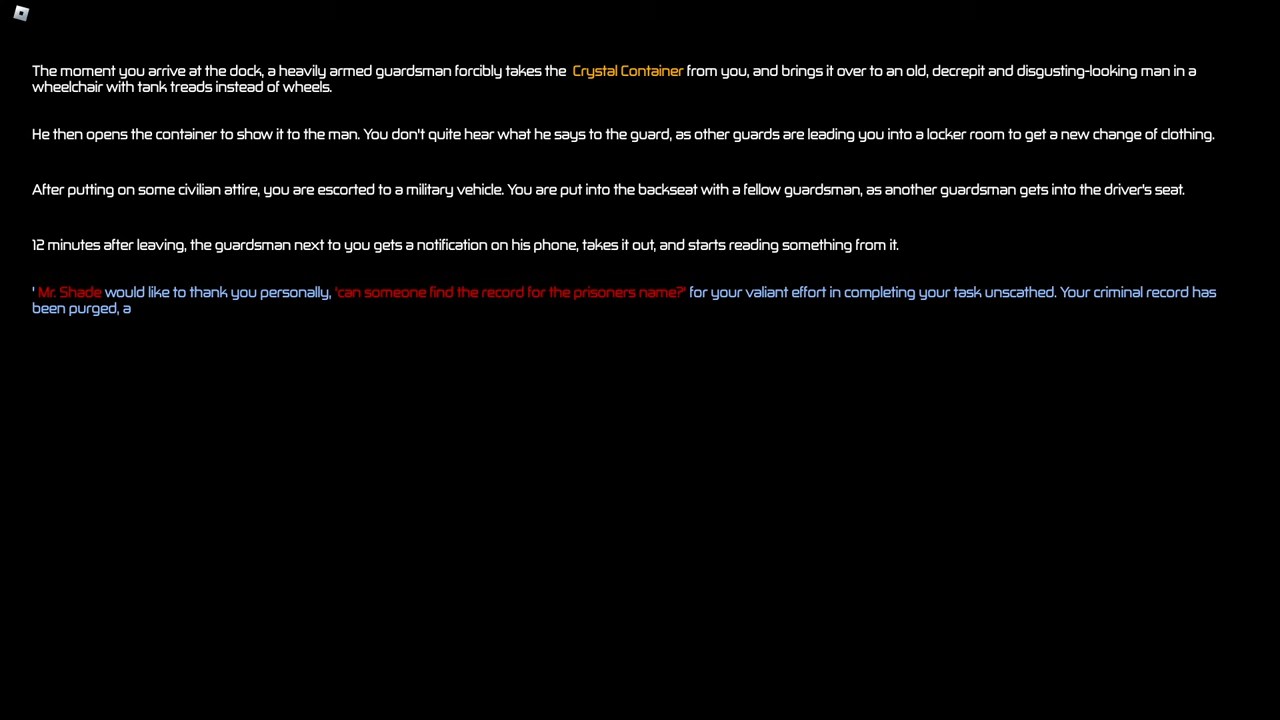 The moment you arrive at the dock, a heavily armed guardsman forcibly takes the Crystal Container from you, and brings it over to an old, decrepit and disgusting-looking man in a
wheelchair with tank treads instead of wheels.
He then opens the container to show it to the man. You don't quite hear what he says to the guard, as other guards are leading you into a locker room to get a new change of clothing.
After putting on some civilian attire, you are escorted to a military vehicle. You are put into the backseat with a fellow guardsman, as another guardsman gets into the driver's seat.
12 minutes after leaving, the guardsman next to you gets a notification on his phone, takes it out, and starts reading something from it.
' Mr. Shade would like to thank you personally, 'can someone find the record for the prisoners name?' for your valiant effort in completing your task unscathed. Your criminal record has
been purged, a